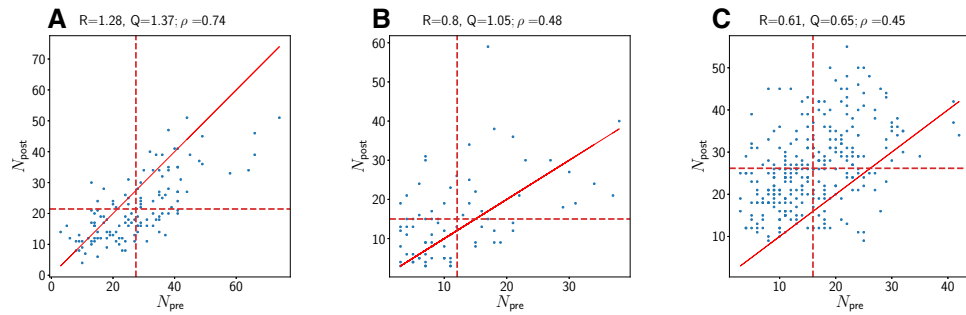 A
R=1.28, Q=1.37; ρ =0.74
70
60
50
40
30
20
10
0
N_post
0 20 40 60
N_pre
B
R=0.8, Q=1.05; ρ =0.48
60
50
40
30
20
10
N_post
10 20 30
N_pre
C
R=0.61, Q=0.65; ρ =0.45
50
40
30
20
10
N_post
10 20 30 40
N_pre